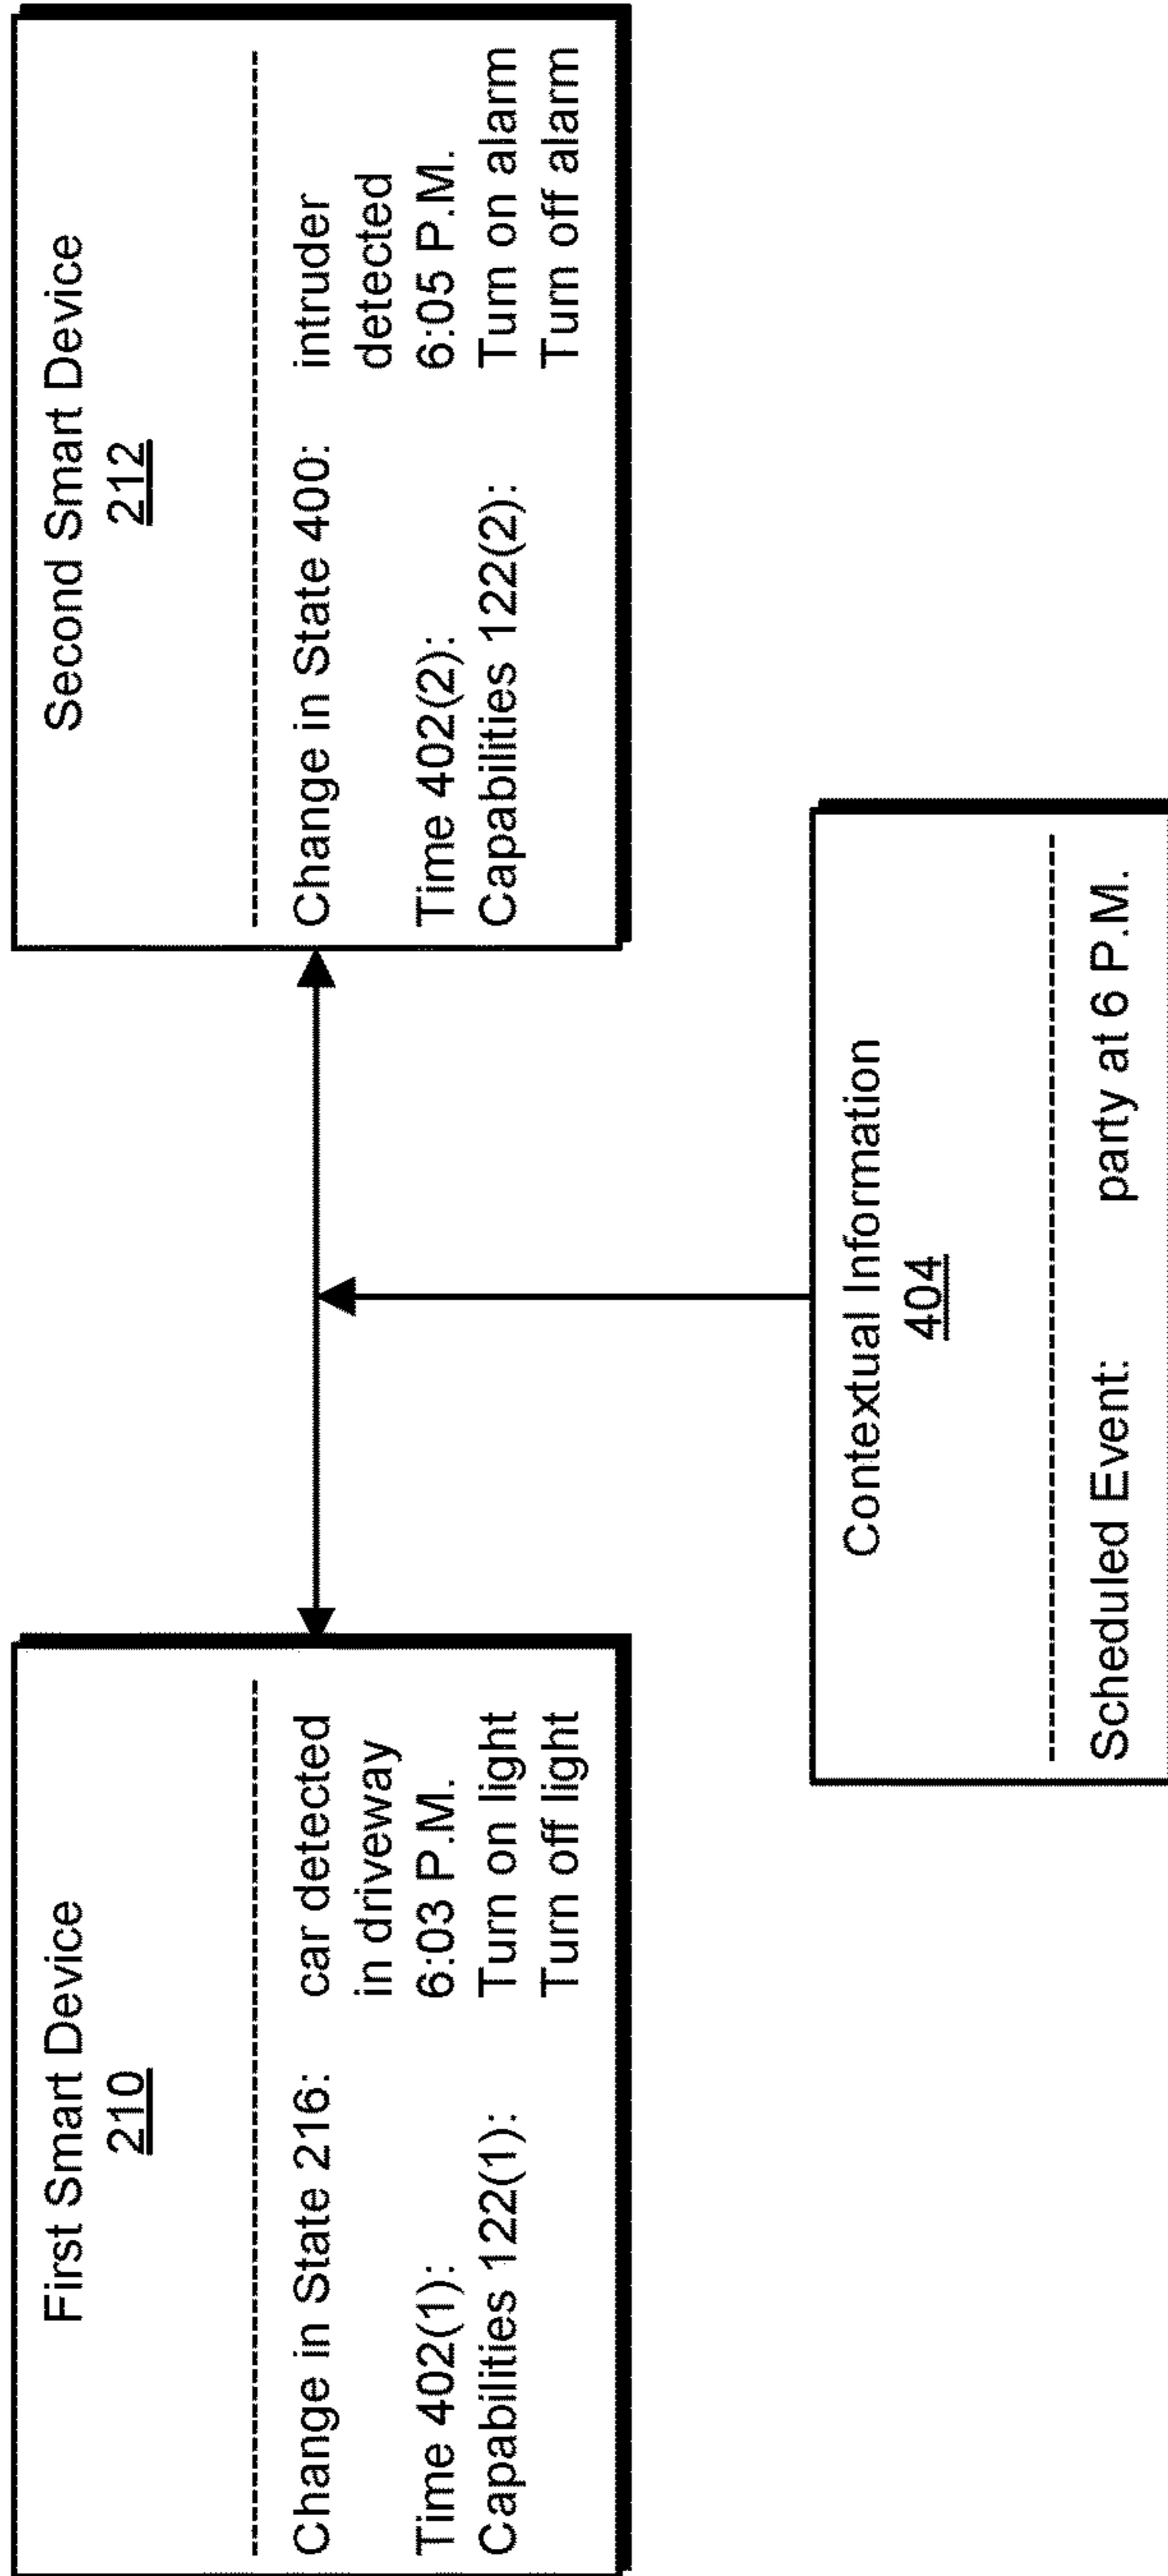 First Smart Device
210
Change in State 216: car detected
in driveway
Time 402(1): 6:03 P.M.
Capabilities 122(1): Turn on light
Turn off light
Second Smart Device
212
Change in State 400: intruder
detected
Time 402(2): 6:05 P.M.
Capabilities 122(2): Turn on alarm
Turn off alarm
Contextual Information
404
Scheduled Event: party at 6 P.M.